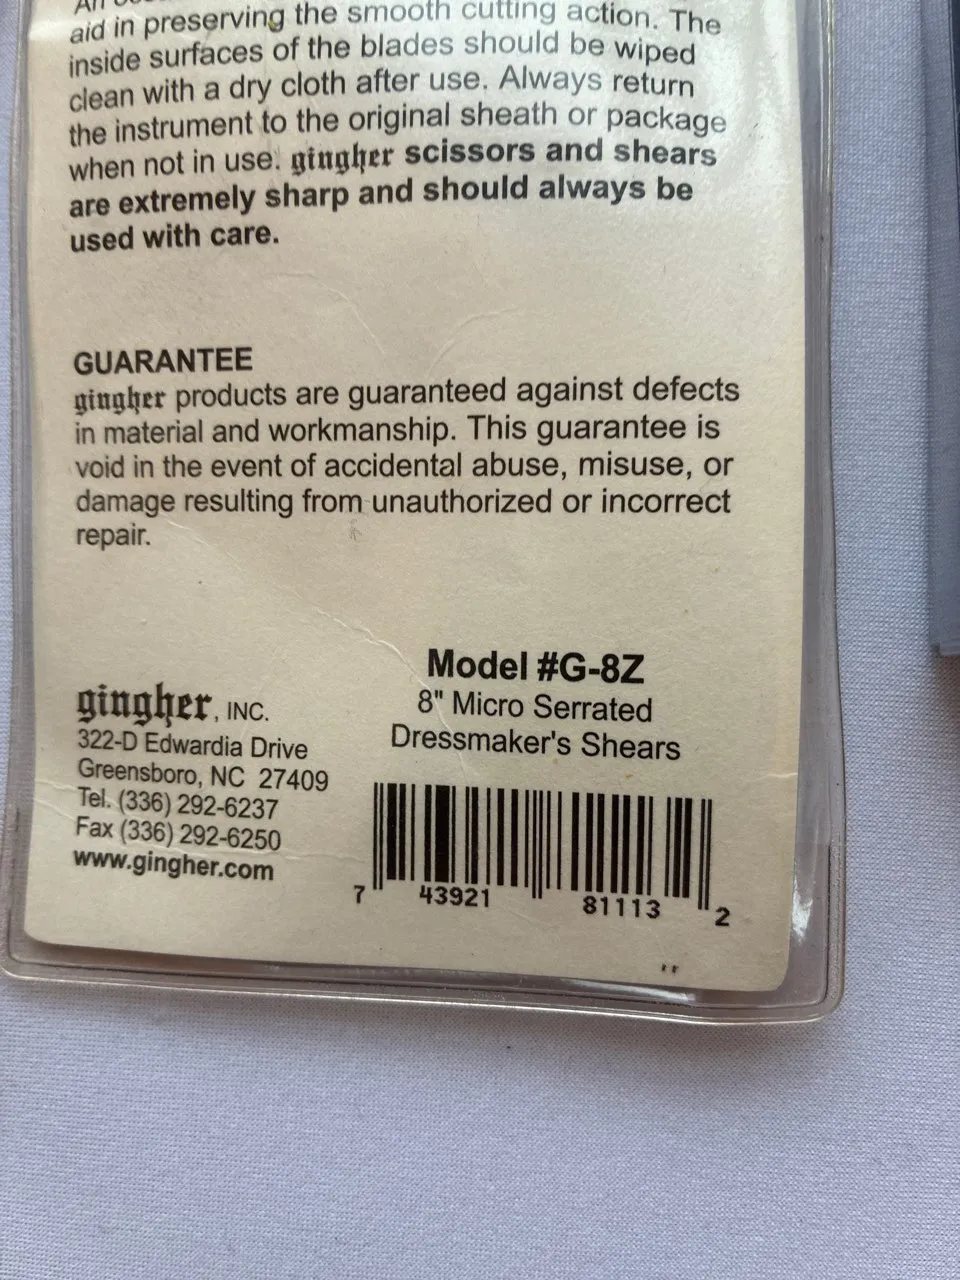 An
aid in preserving the smooth cutting action. The
inside surfaces of the blades should be wiped
clean with a dry cloth after use. Always return
the instrument to the original sheath or package
when not in use. gingher scissors and shears
are extremely sharp and should always be
used with care.
GUARANTEE
gingher products are guaranteed against defects
in material and workmanship. This guarantee is
void in the event of accidental abuse, misuse, or
damage resulting from unauthorized or incorrect
repair.
gingher, INC.
322-D Edwardia Drive
Greensboro, NC 27409
Tel. (336) 292-6237
Fax (336) 292-6250
www.gingher.com
Model #G-8Z
8" Micro Serrated
Dressmaker's Shears
7 43921 81113 2